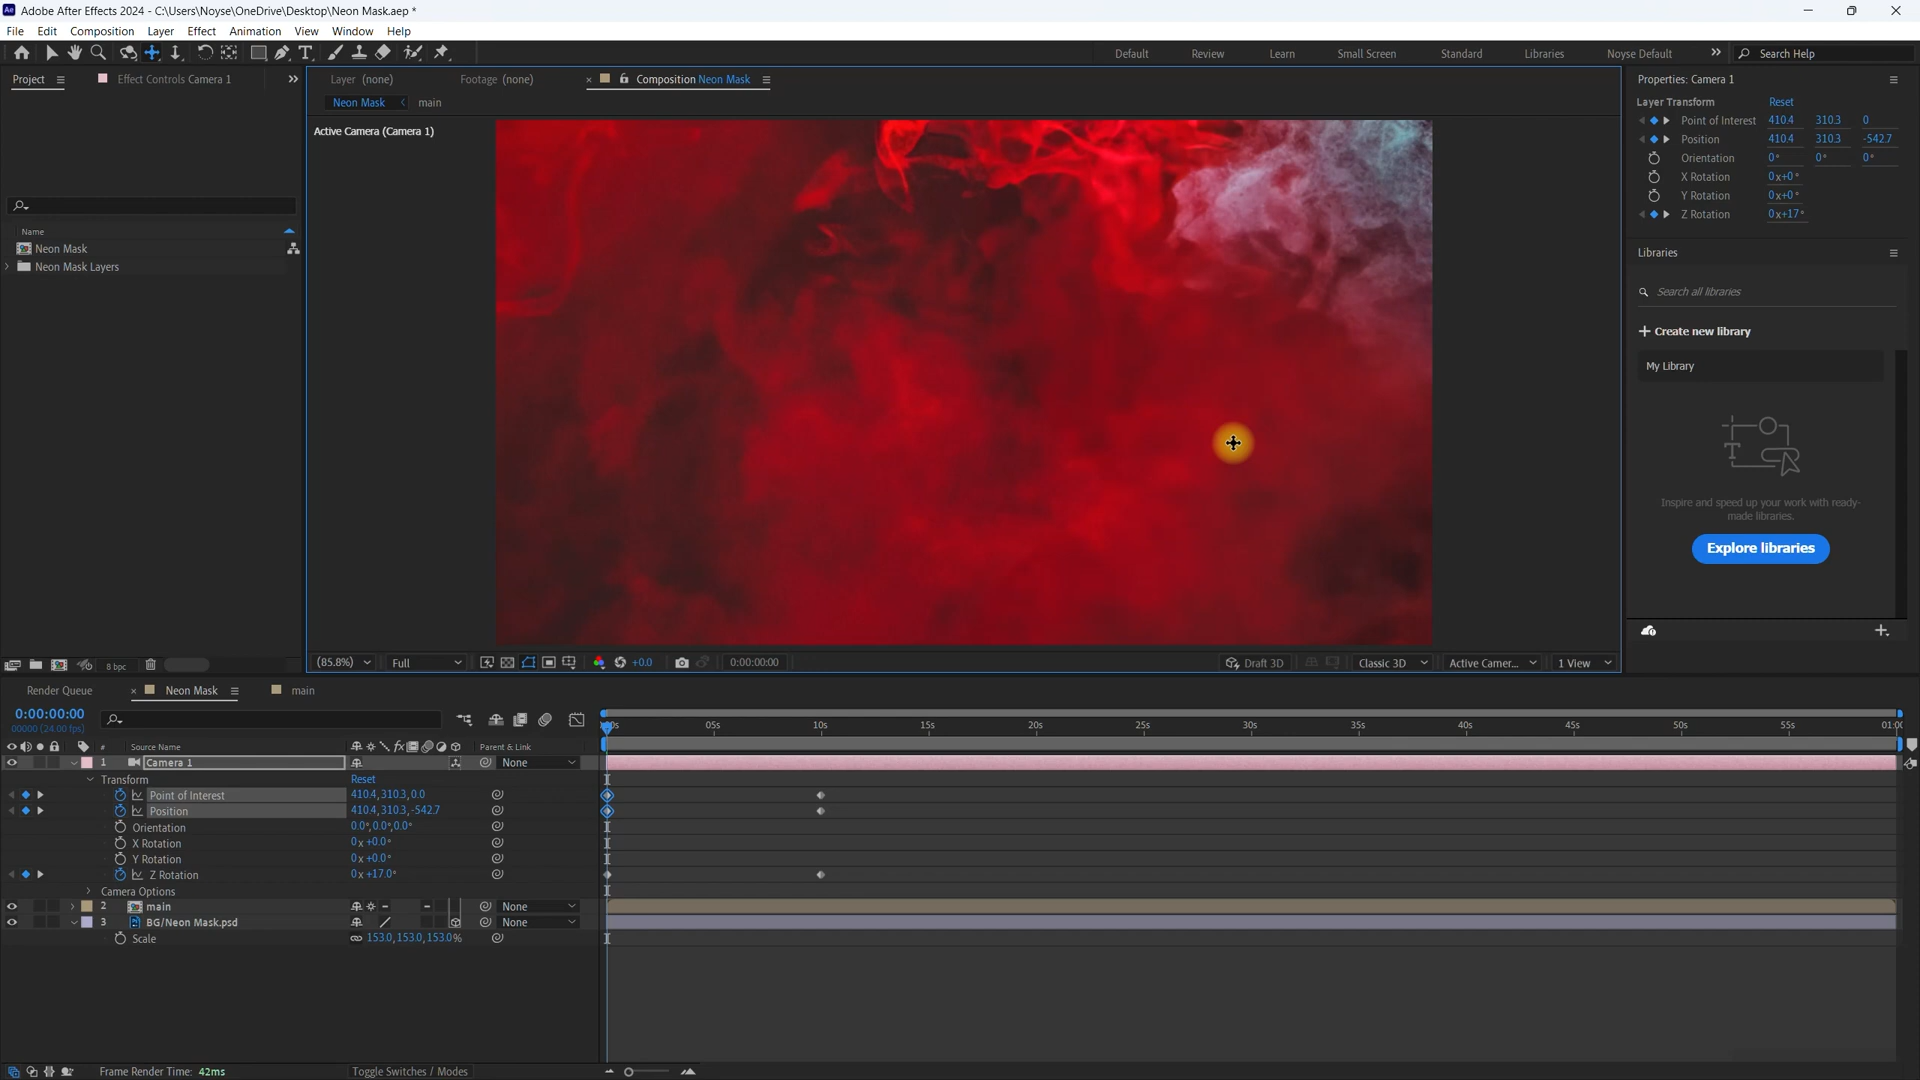 Adobe After Effects 2024 - C:\Users\Noyse\OneDrive\Desktop\Neon Mask.aep *
File Edit Composition Layer Effect Animation View Window Help
Default Review Learn Small Screen Standard Libraries Noyse Default Search Help
Project Effect Controls Camera 1
Layer (none) Footage (none) Composition Neon Mask
Neon Mask main
Active Camera (Camera 1)
Name
Neon Mask
Neon Mask Layers
8 bpc
(85.8%) Full +0.0 0:00:00:00 Draft 3D Classic 3D Active Camer... 1 View
Properties: Camera 1
Layer Transform Reset
Point of Interest 410.4 310.3 0
Position 410.4 310.3 -542.7
Orientation 0° 0° 0°
X Rotation 0x+0°
Y Rotation 0x+0°
Z Rotation 0x+17°
Libraries
Search all libraries
Create new library
My Library
Inspire and speed up your work with ready-
made libraries.
Explore libraries
Render Queue Neon Mask main
0:00:00:00
00000 (24.00 fps)
05s 10s 15s 20s 25s 30s 35s 40s 45s 50s 55s
# Source Name Parent & Link
1 Camera 1 None
Transform Reset
Point of Interest 410.4,310.3,0.0
Position 410.4,310.3,-542.7
Orientation 0.0°,0.0°,0.0°
X Rotation 0x+0.0°
Y Rotation 0x+0.0°
Z Rotation 0x+17.0°
Camera Options
2 main None
3 BG/Neon Mask.psd None
Scale 153.0,153.0,153.0%
Frame Render Time: 42ms Toggle Switches / Modes